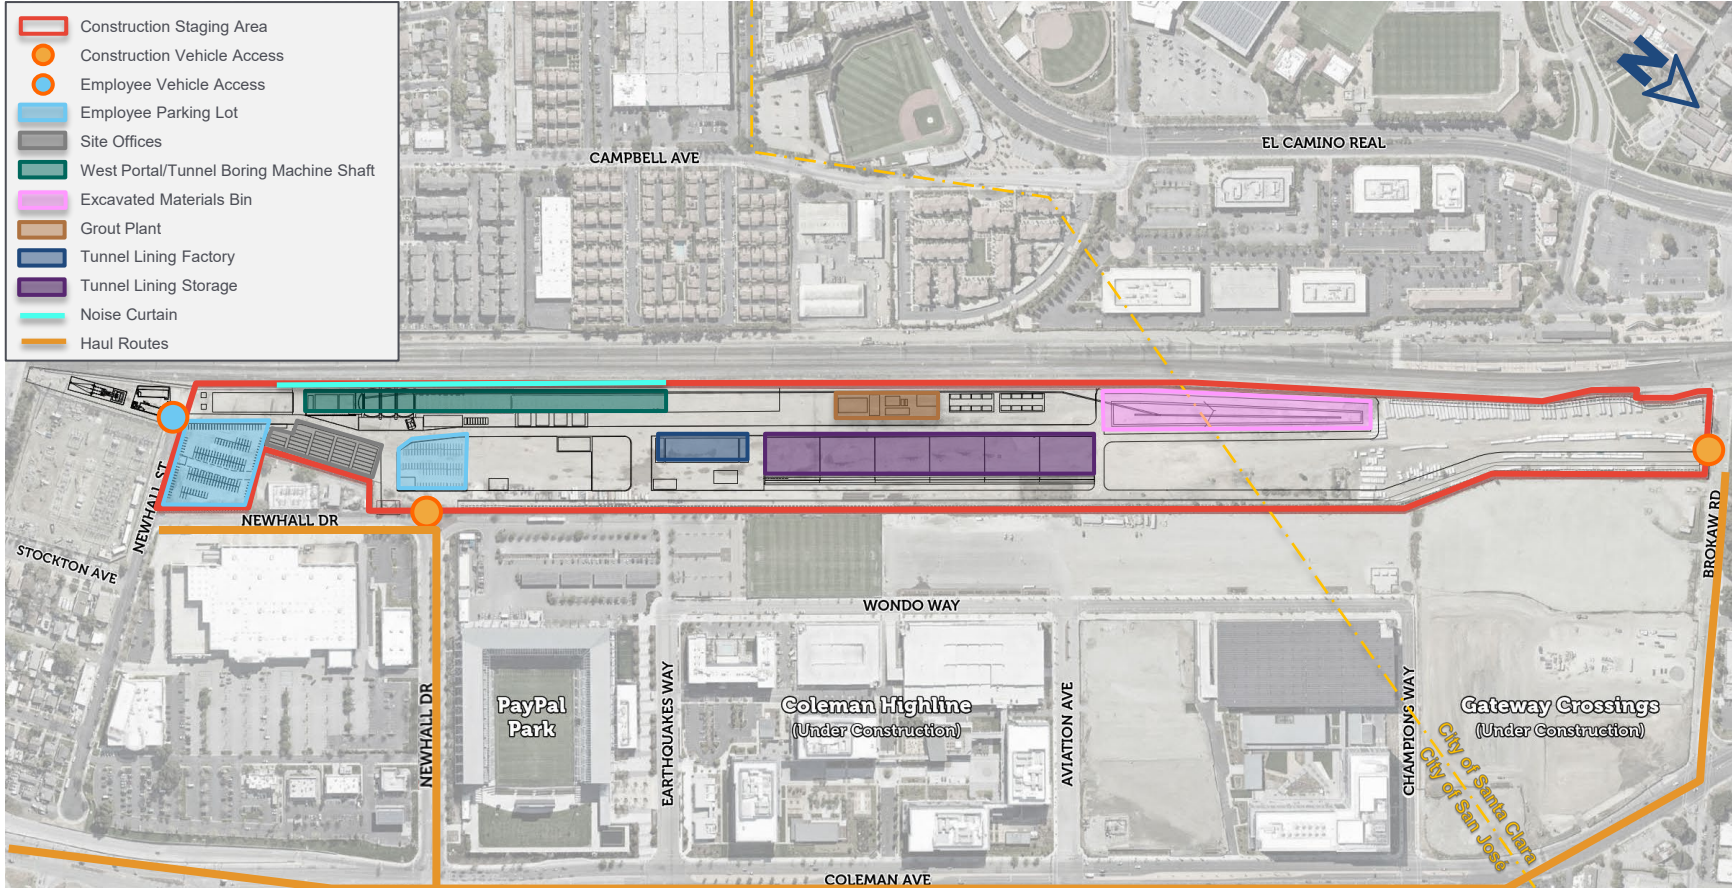 Construction Staging Area
Construction Vehicle Access
Employee Vehicle Access
Employee Parking Lot
Site Offices
West Portal/Tunnel Boring Machine Shaft
Excavated Materials Bin
Grout Plant
Tunnel Lining Factory
Tunnel Lining Storage
Noise Curtain
Haul Routes
N
CAMPBELL AVE
EL CAMINO REAL
NEWHALL ST
NEWHALL DR
STOCKTON AVE
BROKAW RD
WONDO WAY
NEWHALL DR
PayPal
Park
EARTHQUAKES WAY
Coleman Highline
(Under Construction)
AVIATION AVE
CHAMPIONS WAY
Gateway Crossings
(Under Construction)
City of Santa Clara
City of San José
COLEMAN AVE